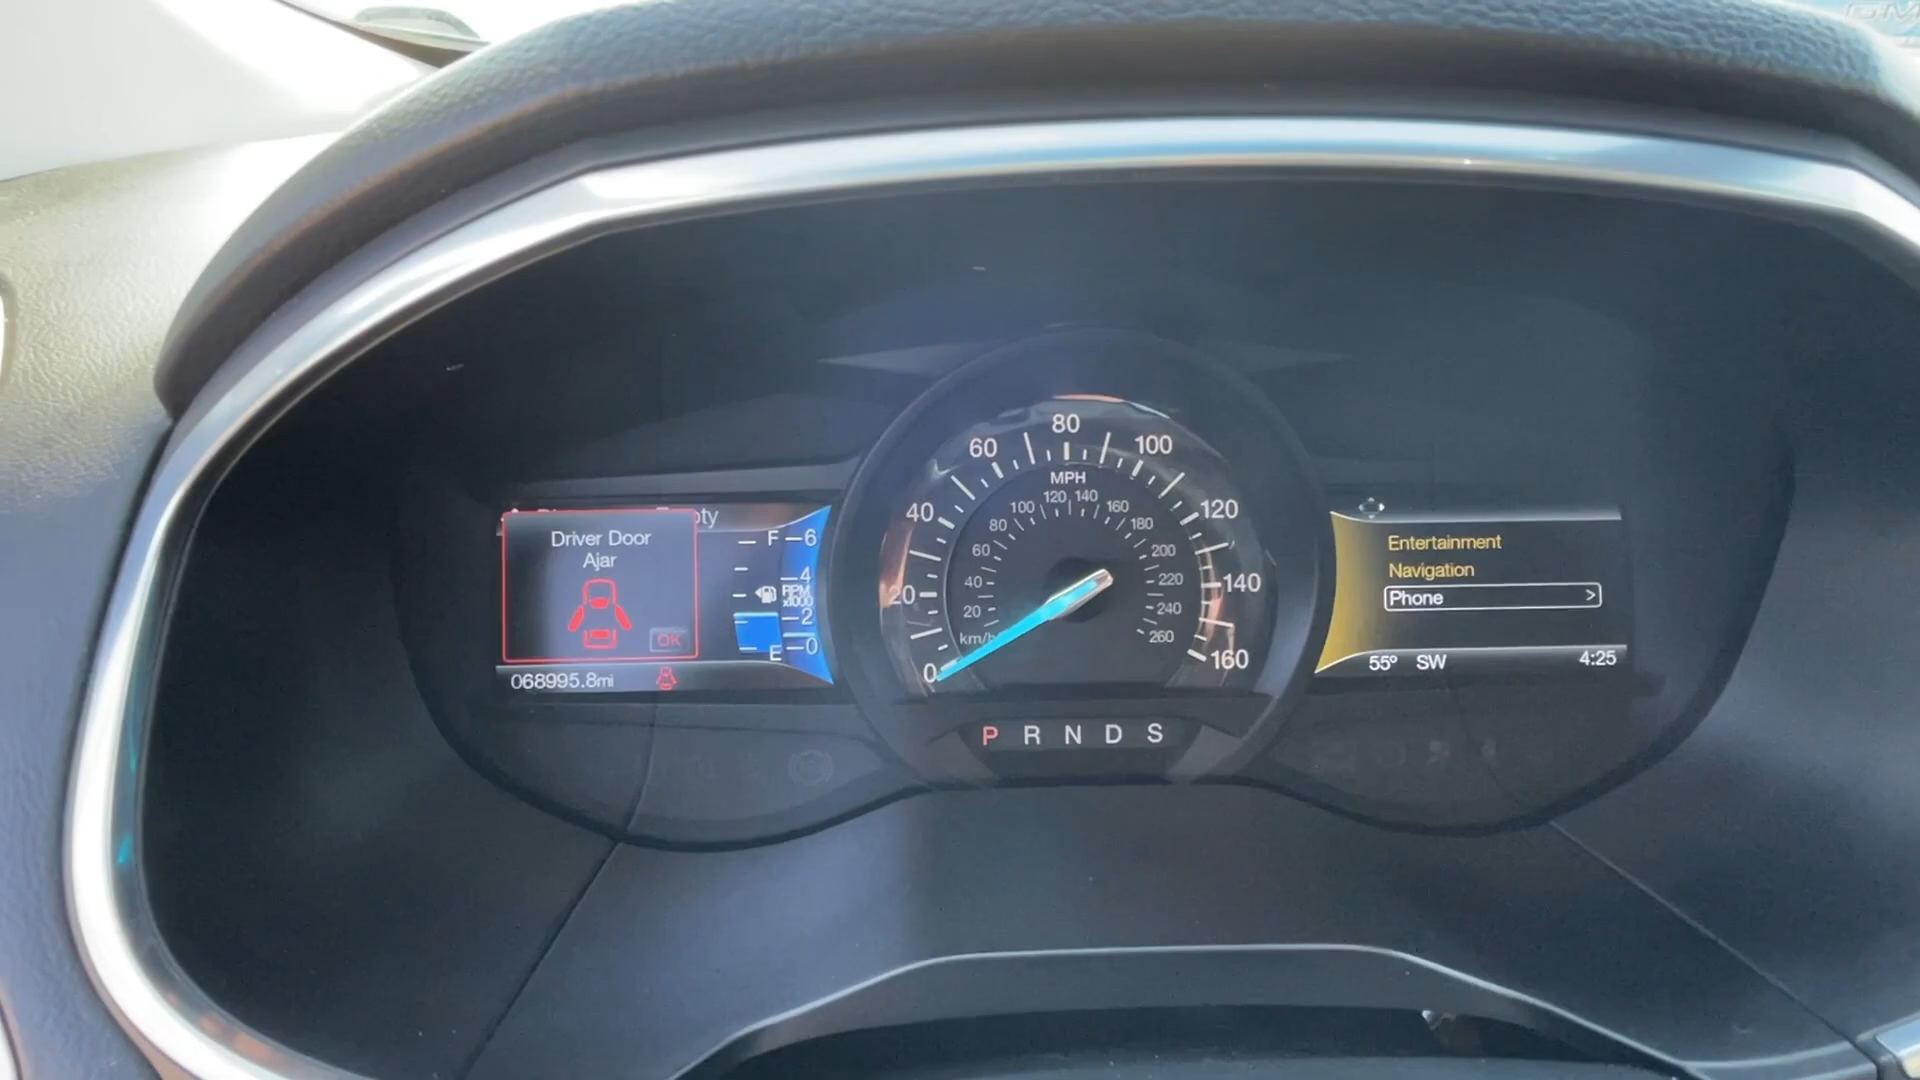 Driver Door
Ajar
OK
068995.8mi
F
E
6
4
RPM
x1000
2
0
0
20
40
60
80
100
120
140
160
MPH
km/h
20
40
60
80
100
120
140
160
180
200
220
240
260
P R N D S
Entertainment
Navigation
Phone >
55° SW
4:25